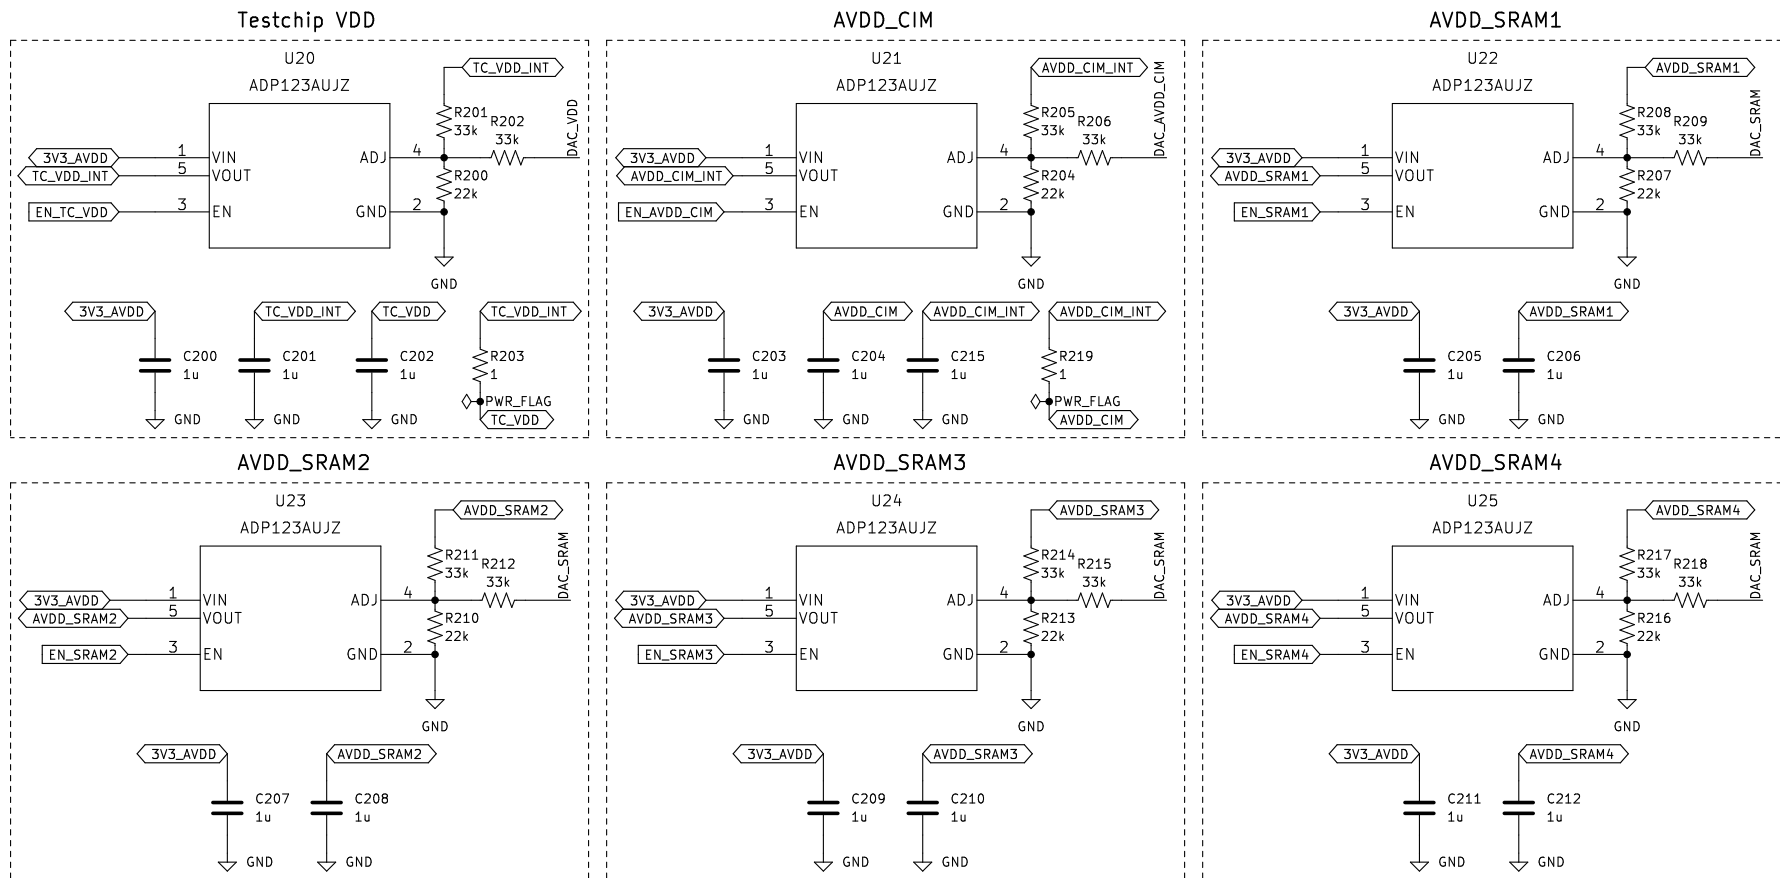 Testchip VDD
U20
ADP123AUJZ
TC_VDD_INT
R201
33k
R202
33k
DAC_VDD
3V3_AVDD
1
VIN
ADJ
4
TC_VDD_INT
5
VOUT
R200
22k
EN_TC_VDD
3
EN
GND
2
GND
3V3_AVDD
TC_VDD_INT
TC_VDD
TC_VDD_INT
C200
1u
C201
1u
C202
1u
R203
1
PWR_FLAG
GND
GND
GND
TC_VDD
AVDD_CIM
U21
ADP123AUJZ
AVDD_CIM_INT
R205
33k
R206
33k
DAC_AVDD_CIM
3V3_AVDD
1
VIN
ADJ
4
AVDD_CIM_INT
5
VOUT
R204
22k
EN_AVDD_CIM
3
EN
GND
2
GND
3V3_AVDD
AVDD_CIM
AVDD_CIM_INT
AVDD_CIM_INT
C203
1u
C204
1u
C215
1u
R219
1
PWR_FLAG
GND
GND
GND
AVDD_CIM
AVDD_SRAM1
U22
ADP123AUJZ
AVDD_SRAM1
R208
33k
R209
33k
DAC_SRAM
3V3_AVDD
1
VIN
ADJ
4
AVDD_SRAM1
5
VOUT
R207
22k
EN_SRAM1
3
EN
GND
2
GND
3V3_AVDD
AVDD_SRAM1
C205
1u
C206
1u
GND
GND
AVDD_SRAM2
U23
ADP123AUJZ
AVDD_SRAM2
R211
33k
R212
33k
DAC_SRAM
3V3_AVDD
1
VIN
ADJ
4
AVDD_SRAM2
5
VOUT
R210
22k
EN_SRAM2
3
EN
GND
2
GND
3V3_AVDD
AVDD_SRAM2
C207
1u
C208
1u
GND
GND
AVDD_SRAM3
U24
ADP123AUJZ
AVDD_SRAM3
R214
33k
R215
33k
DAC_SRAM
3V3_AVDD
1
VIN
ADJ
4
AVDD_SRAM3
5
VOUT
R213
22k
EN_SRAM3
3
EN
GND
2
GND
3V3_AVDD
AVDD_SRAM3
C209
1u
C210
1u
GND
GND
AVDD_SRAM4
U25
ADP123AUJZ
AVDD_SRAM4
R217
33k
R218
33k
DAC_SRAM
3V3_AVDD
1
VIN
ADJ
4
AVDD_SRAM4
5
VOUT
R216
22k
EN_SRAM4
3
EN
GND
2
GND
3V3_AVDD
AVDD_SRAM4
C211
1u
C212
1u
GND
GND